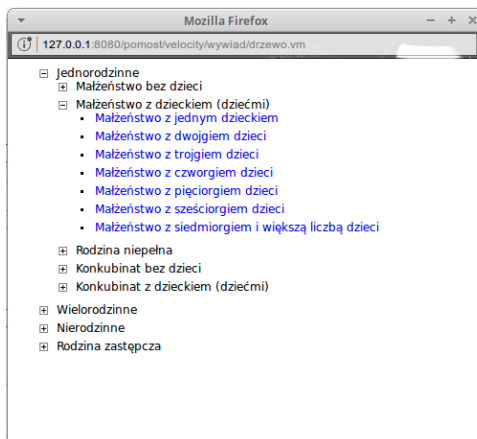 Mozilla Firefox
127.0.0.1:8080/pomost/velocity/wywiad/drzewo.vm
Jednorodzinne
Małżeństwo bez dzieci
Małżeństwo z dzieckiem (dziećmi)
Małżeństwo z jednym dzieckiem
Małżeństwo z dwojgiem dzieci
Małżeństwo z trojgiem dzieci
Małżeństwo z czworgiem dzieci
Małżeństwo z pięciorgiem dzieci
Małżeństwo z sześciorgiem dzieci
Małżeństwo z siedmiorgiem i większą liczbą dzieci
Rodzina niepełna
Konkubinat bez dzieci
Konkubinat z dzieckiem (dziećmi)
Wielorodzinne
Nierodzinne
Rodzina zastępcza